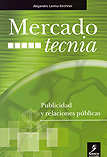 Alejandro Lerma Kirchner
Mercado
tecnia
Publicidad
y relaciones públicas